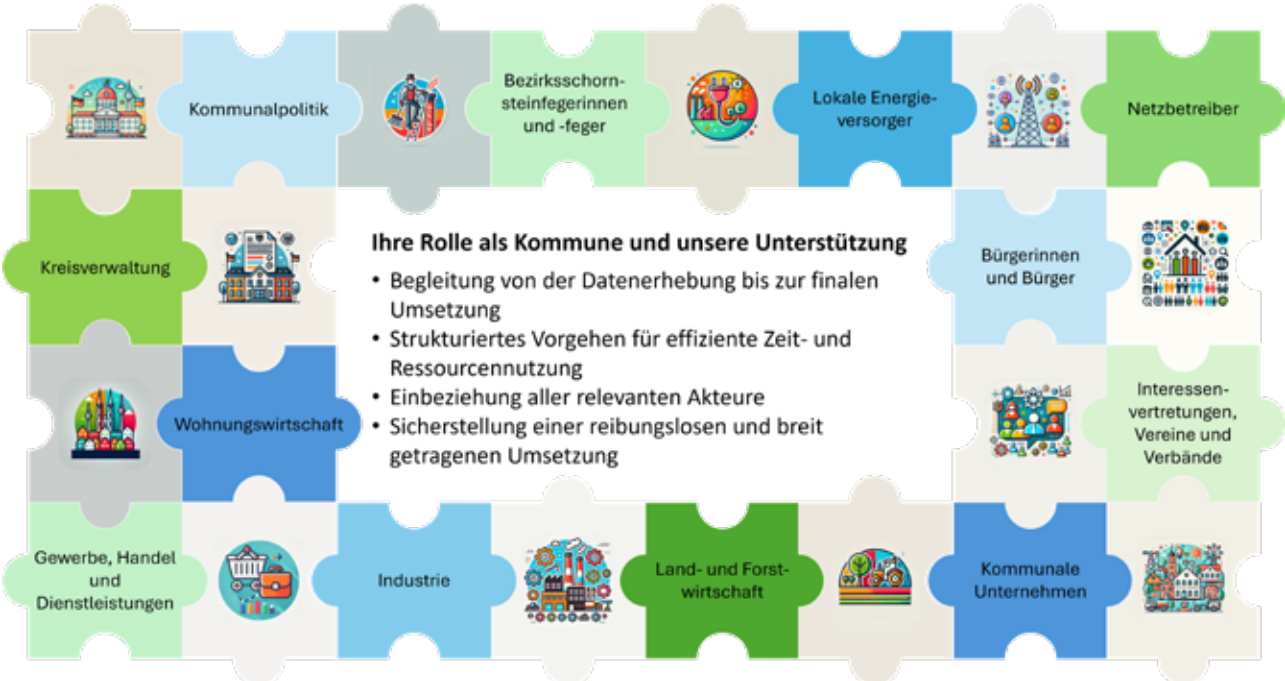 Kommunalpolitik
Bezirksschorn-
steinfegerinnen
und -feger
Lokale Energie-
versorger
Netzbetreiber
Kreisverwaltung
Ihre Rolle als Kommune und unsere Unterstützung
• Begleitung von der Datenerhebung bis zur finalen
Umsetzung
• Strukturiertes Vorgehen für effiziente Zeit- und
Ressourcennutzung
• Einbeziehung aller relevanten Akteure
• Sicherstellung einer reibungslosen und breit
getragenen Umsetzung
Bürgerinnen
und Bürger
Wohnungswirtschaft
Interessen-
vertretungen,
Vereine und
Verbände
Gewerbe, Handel
und
Dienstleistungen
Industrie
Land- und Forst-
wirtschaft
Kommunale
Unternehmen